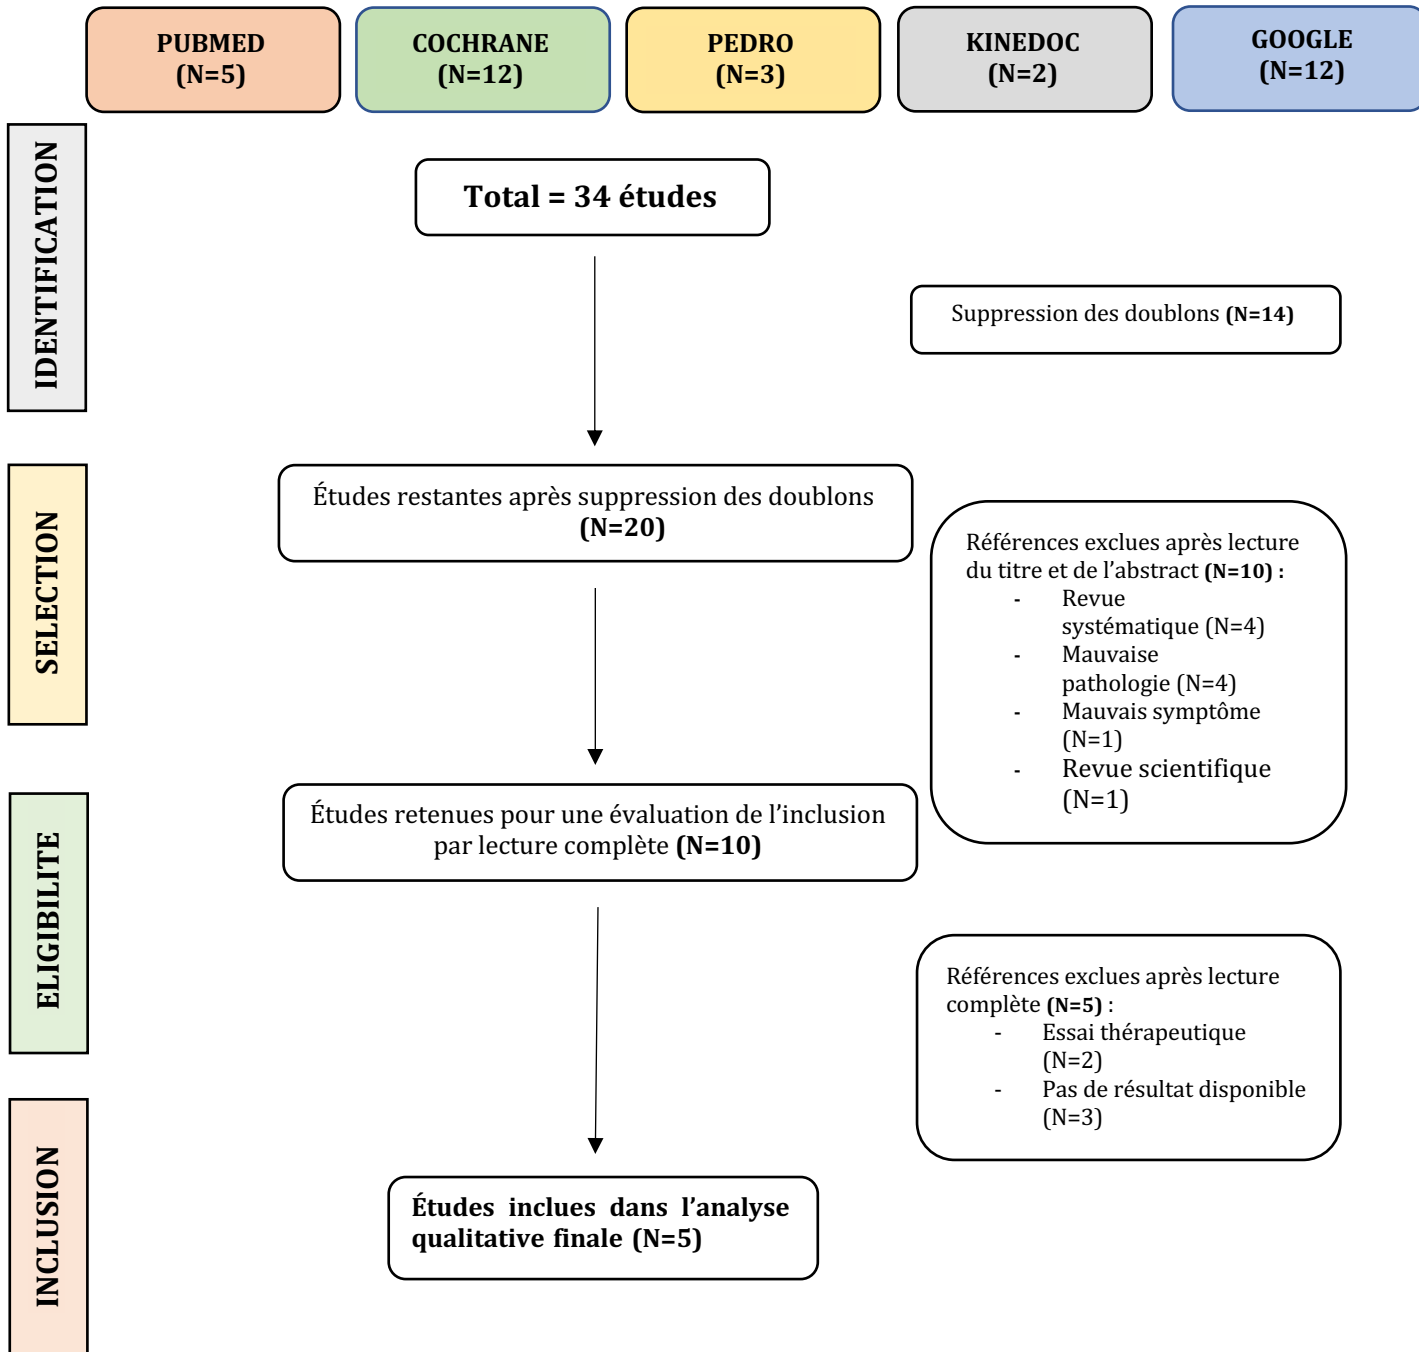 PUBMED
(N=5)
COCHRANE
(N=12)
PEDRO
(N=3)
KINEDOC
(N=2)
GOOGLE
(N=12)
IDENTIFICATION
Total = 34 études
Suppression des doublons (N=14)
SELECTION
Études restantes après suppression des doublons
(N=20)
Références exclues après lecture
du titre et de l’abstract (N=10) :
- Revue
systématique (N=4)
- Mauvaise
pathologie (N=4)
- Mauvais symptôme
(N=1)
- Revue scientifique
(N=1)
ELIGIBILITE
Études retenues pour une évaluation de l’inclusion
par lecture complète (N=10)
Références exclues après lecture
complète (N=5) :
- Essai thérapeutique
(N=2)
- Pas de résultat disponible
(N=3)
INCLUSION
Études inclues dans l’analyse
qualitative finale (N=5)